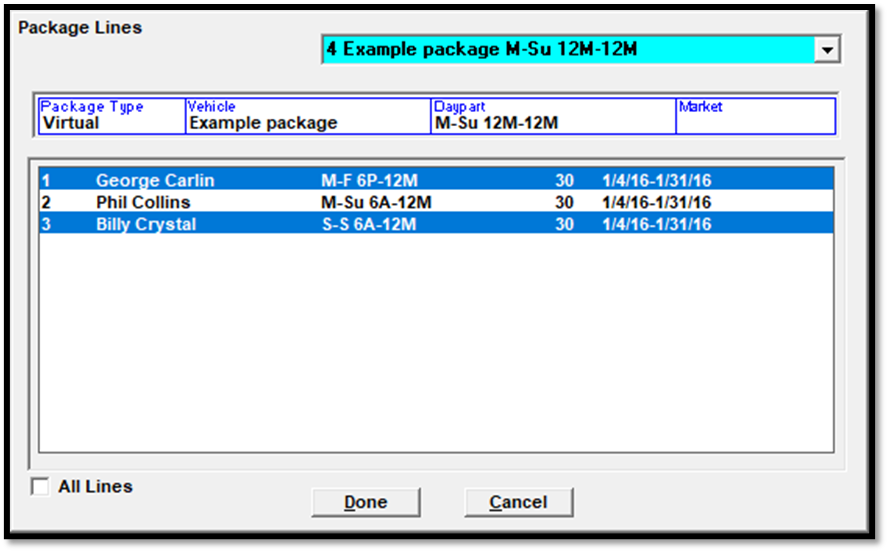 Package Lines
4 Example package M-Su 12M-12M
Package Type Vehicle Daypart Market
Virtual Example package M-Su 12M-12M
1 George Carlin M-F 6P-12M 30 1/4/16-1/31/16
2 Phil Collins M-Su 6A-12M 30 1/4/16-1/31/16
3 Billy Crystal S-S 6A-12M 30 1/4/16-1/31/16
All Lines
Done Cancel